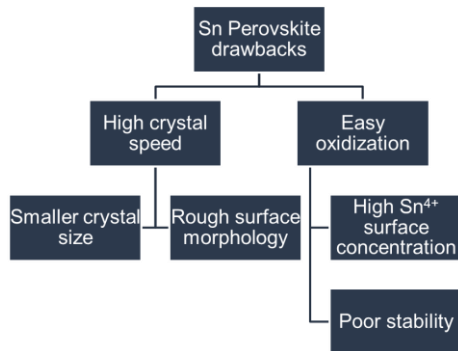 Sn Perovskite
drawbacks
High crystal
speed
Easy
oxidization
Smaller crystal
size
Rough surface
morphology
High Sn⁴⁺
surface
concentration
Poor stability